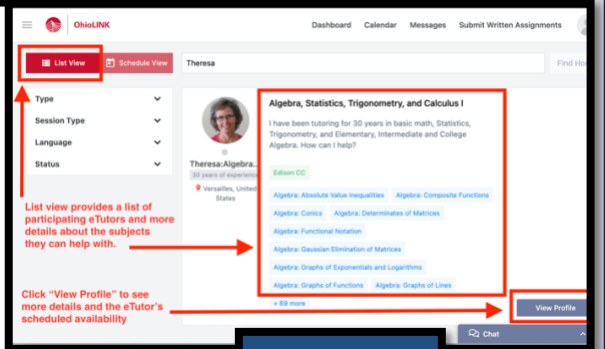 OhioLINK
Dashboard Calendar Messages Submit Written Assignments
List View Schedule View Theresa Find
Type
Session Type
Language
Status
Theresa:Algebra...
30 years of experience
Versailles, United
States
Algebra, Statistics, Trigonometry, and Calculus I
I have been tutoring for 30 years in basic math, Statistics,
Trigonometry, and Elementary, Intermediate and College
Algebra. How can I help?
Edison CC
Algebra: Absolute Value Inequalities Algebra: Composite Functions
Algebra: Conics Algebra: Determinates of Matrices
Algebra: Functional Notation
Algebra: Gaussian Elimination of Matrices
Algebra: Graphs of Exponentials and Logarithms
Algebra: Graphs of Functions Algebra: Graphs of Lines
+ 69 more
List view provides a list of
participating eTutors and more
details about the subjects
they can help with.
Click “View Profile” to see
more details and the eTutor’s
scheduled availability
View Profile
Chat